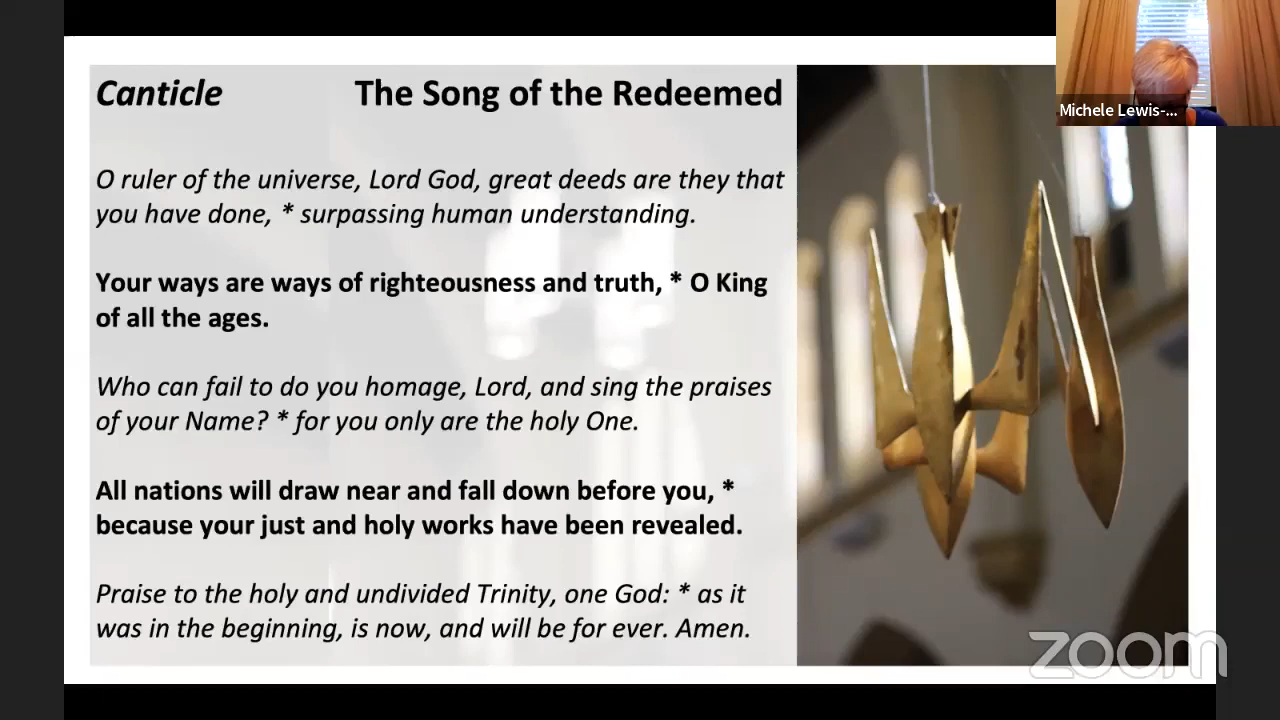 Canticle The Song of the Redeemed
O ruler of the universe, Lord God, great deeds are they that
you have done, * surpassing human understanding.
Your ways are ways of righteousness and truth, * O King
of all the ages.
Who can fail to do you homage, Lord, and sing the praises
of your Name? * for you only are the holy One.
All nations will draw near and fall down before you, *
because your just and holy works have been revealed.
Praise to the holy and undivided Trinity, one God: * as it
was in the beginning, is now, and will be for ever. Amen.
Michele Lewis-...
zoom